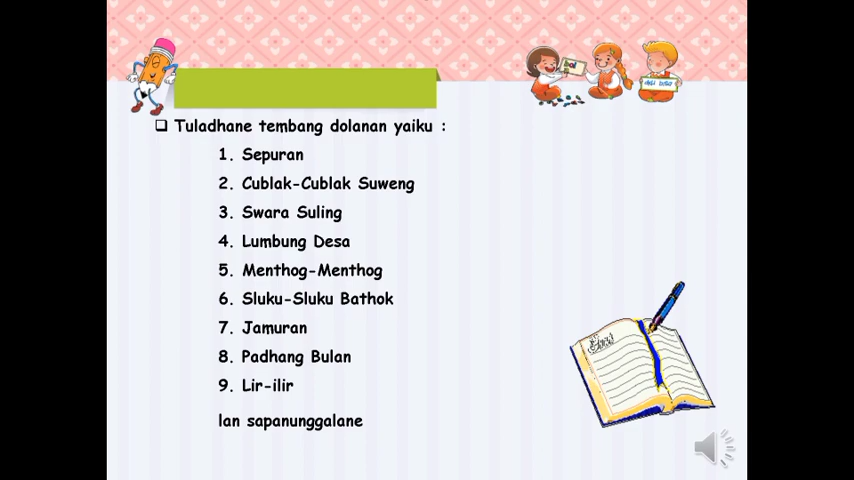 ❑ Tuladhane tembang dolanan yaiku :
1. Sepuran
2. Cublak-Cublak Suweng
3. Swara Suling
4. Lumbung Desa
5. Menthog-Menthog
6. Sluku-Sluku Bathok
7. Jamuran
8. Padhang Bulan
9. Lir-ilir
lan sapanunggalane